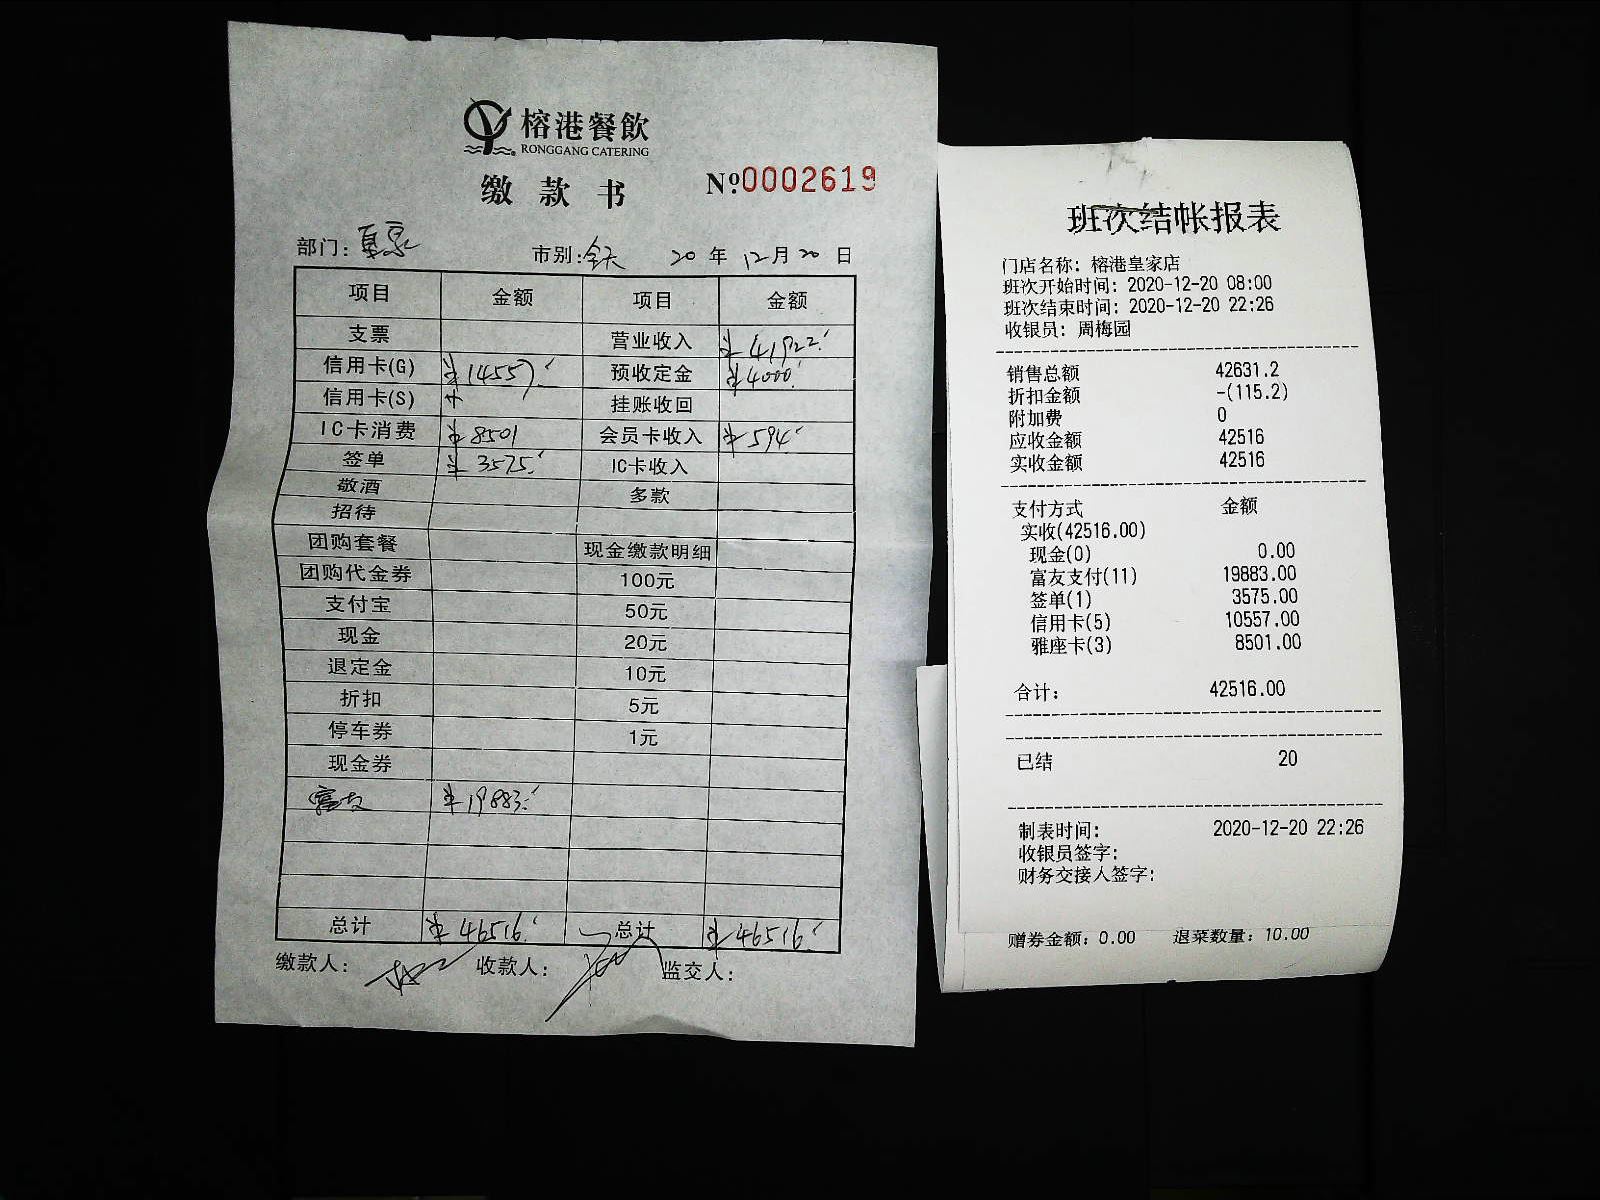 榕港餐飲
RONGGANG CATERING
缴款书
№0002619
部门: 市别:全天 20年12月20日
项目 金额 项目 金额
支票 营业收入 ¥41922.
信用卡(G) ¥14557. 预收定金 ¥4000.
信用卡(S) 挂账收回
IC卡消费 ¥8501 会员卡收入 ¥594
签单 ¥3575. IC卡收入
敬酒 多款
招待
团购套餐 现金缴款明细
团购代金券 100元
支付宝 50元
现金 20元
退定金 10元
折扣 5元
停车券 1元
现金券
富友 ¥19883.
总计 ¥46516. 总计 ¥46516
缴款人: 收款人: 监交人:
班次结帐报表
门店名称: 榕港皇家店
班次开始时间: 2020-12-20 08:00
班次结束时间: 2020-12-20 22:26
收银员: 周梅园
销售总额 42631.2
折扣金额 -(115.2)
附加费 0
应收金额 42516
实收金额 42516
支付方式 金额
实收(42516.00)
现金(0) 0.00
富友支付(11) 19883.00
签单(1) 3575.00
信用卡(5) 10557.00
雅座卡(3) 8501.00
合计: 42516.00
已结 20
制表时间: 2020-12-20 22:26
收银员签字:
财务交接人签字:
赠券金额: 0.00 退菜数量: 10.00